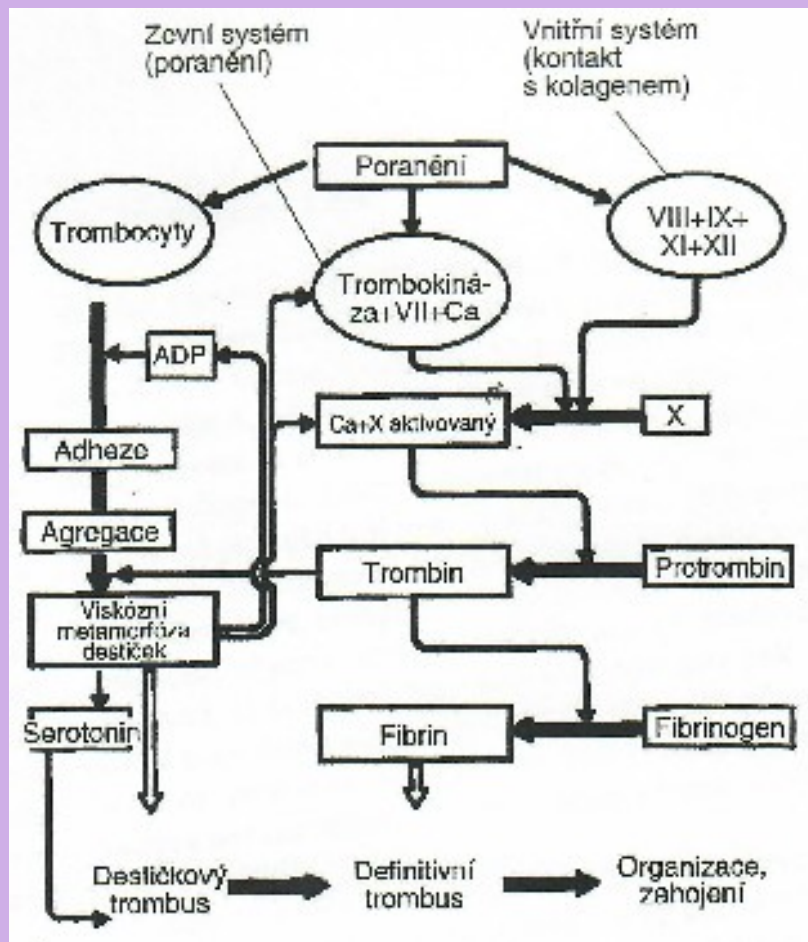 Zevní systém
(poranění)
Vnitřní systém
(kontakt
s kolagenem)
Poranění
Trombocyty
Trombokiná-
za+VII+Ca
VIII+IX+
XI+XII
ADP
Ca+X aktivovaný
X
Adheze
Agregace
Trombin
Protrombin
Viskózní
metamorfóza
destiček
Serotonin
Fibrin
Fibrinogen
Destičkový
trombus
Definitivní
trombus
Organizace,
zahojení